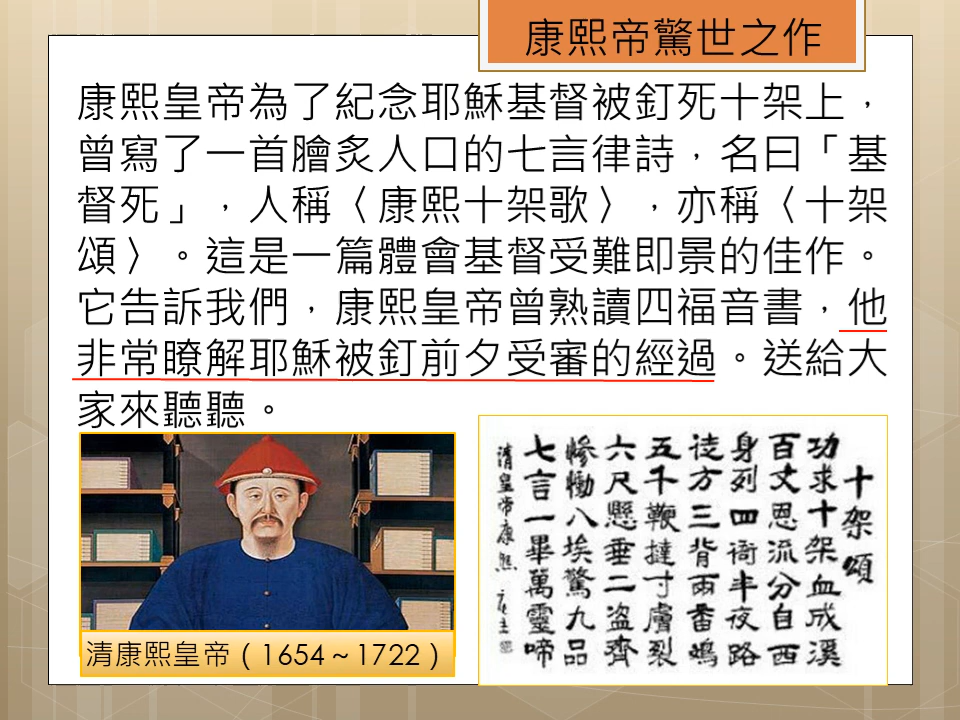 康熙帝驚世之作
康熙皇帝為了紀念耶穌基督被釘死十架上，
曾寫了一首膾炙人口的七言律詩，名曰「基
督死」，人稱〈康熙十架歌〉，亦稱〈十架
頌〉。這是一篇體會基督受難即景的佳作。
它告訴我們，康熙皇帝曾熟讀四福音書，他
非常瞭解耶穌被釘前夕受審的經過。送給大
家來聽聽。
清康熙皇帝（1654～1722）
十架頌
功求十架血成溪
百文恩流分自西
身列四衙半夜路
徒方三背兩番鳴
五千鞭撻寸膚裂
六尺懸垂二盗齊
慘慟八埃驚九品
七言一畢萬靈啼
清皇帝康熙